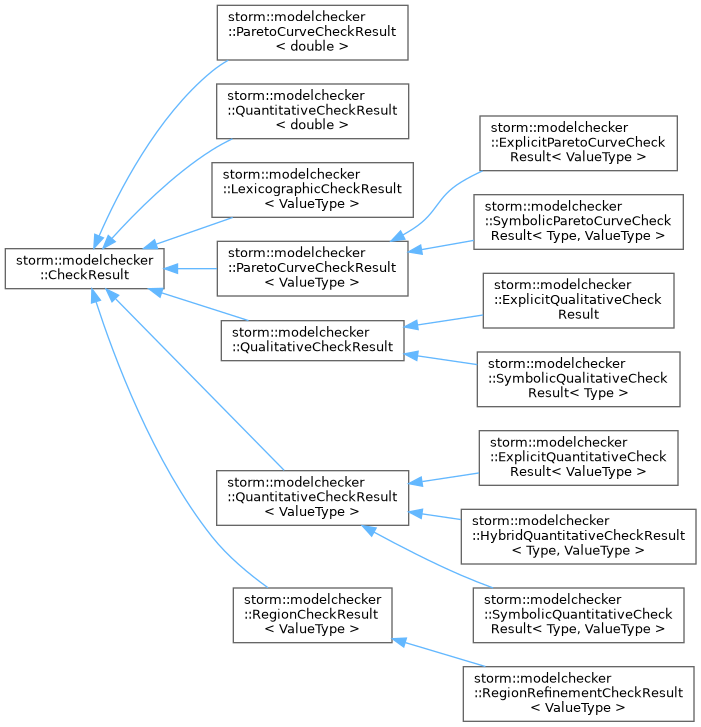 storm::modelchecker
::ParetoCurveCheckResult
< double >
storm::modelchecker
::QuantitativeCheckResult
< double >
storm::modelchecker
::LexicographicCheckResult
< ValueType >
storm::modelchecker
::CheckResult
storm::modelchecker
::ParetoCurveCheckResult
< ValueType >
storm::modelchecker
::ExplicitParetoCurveCheck
Result< ValueType >
storm::modelchecker
::SymbolicParetoCurveCheck
Result< Type, ValueType >
storm::modelchecker
::QualitativeCheckResult
storm::modelchecker
::ExplicitQualitativeCheck
Result
storm::modelchecker
::SymbolicQualitativeCheck
Result< Type >
storm::modelchecker
::QuantitativeCheckResult
< ValueType >
storm::modelchecker
::ExplicitQuantitativeCheck
Result< ValueType >
storm::modelchecker
::HybridQuantitativeCheckResult
< Type, ValueType >
storm::modelchecker
::SymbolicQuantitativeCheck
Result< Type, ValueType >
storm::modelchecker
::RegionCheckResult
< ValueType >
storm::modelchecker
::RegionRefinementCheckResult
< ValueType >